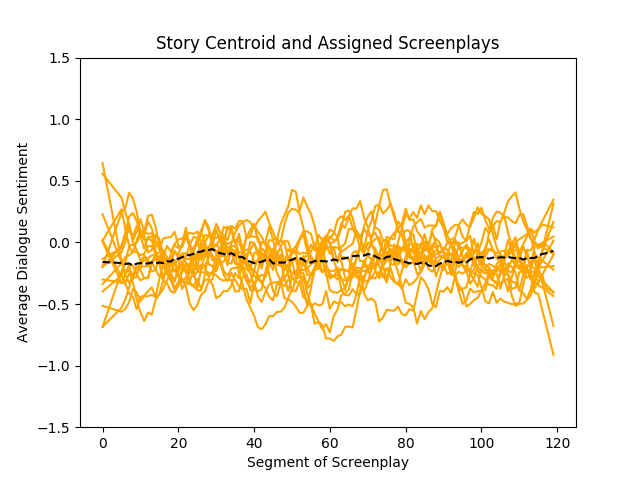 Story Centroid and Assigned Screenplays
1.5
1.0
0.5
0.0
−0.5
−1.0
−1.5
Average Dialogue Sentiment
0 20 40 60 80 100 120
Segment of Screenplay